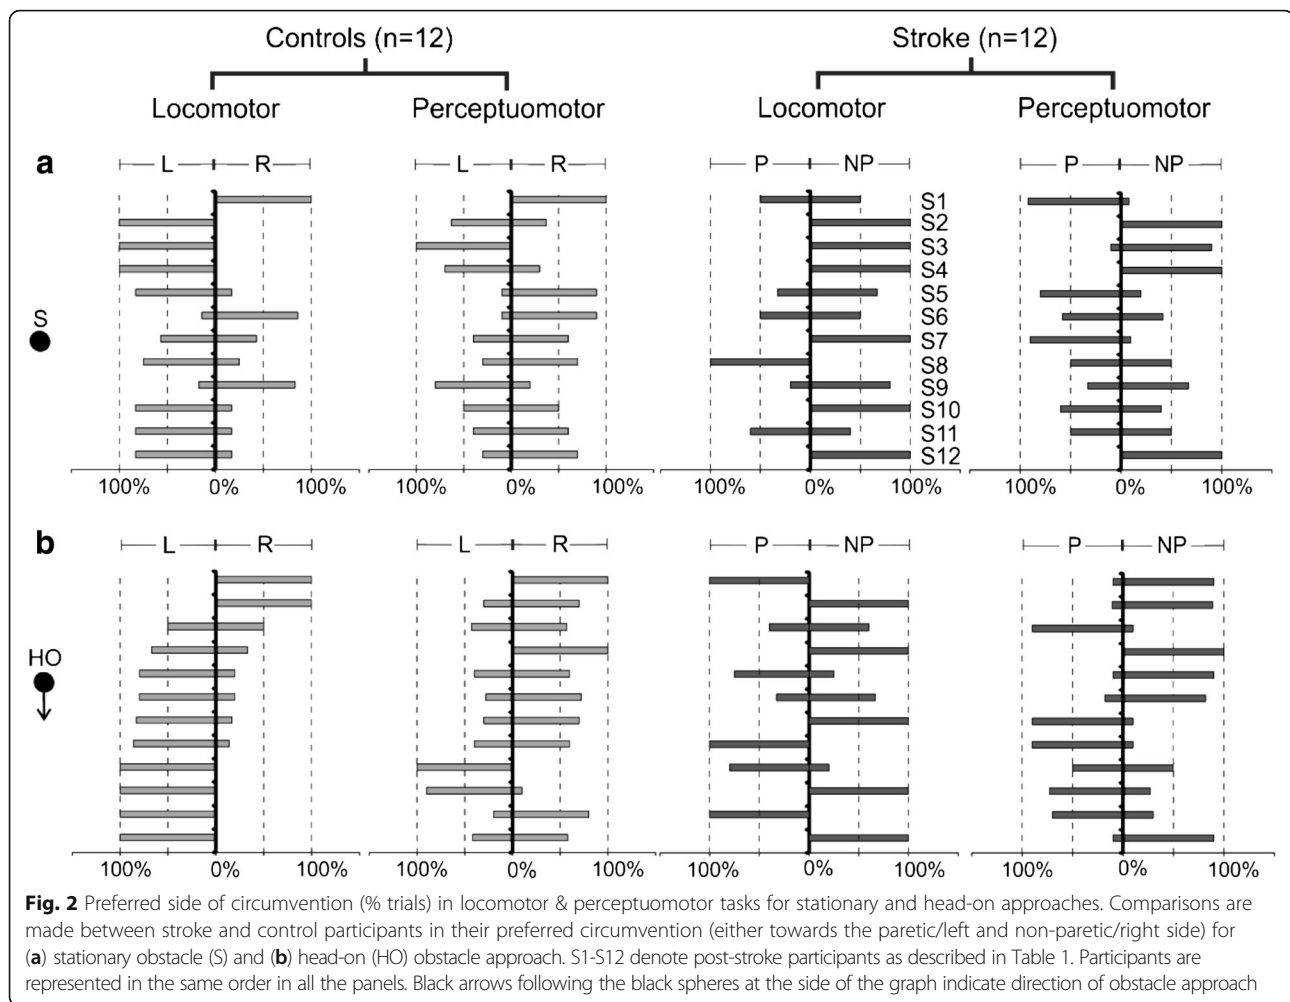 Controls (n=12) Stroke (n=12)
Locomotor Perceptuomotor Locomotor Perceptuomotor
a L R L R P NP P NP
S1
S2
S3
S4
S5
S S6
S7
S8
S9
S10
S11
S12
100% 0% 100% 100% 0% 100% 100% 0% 100% 100% 0% 100%
b L R L R P NP P NP
HO
100% 0% 100% 100% 0% 100% 100% 0% 100% 100% 0% 100%
Fig. 2 Preferred side of circumvention (% trials) in locomotor & perceptuomotor tasks for stationary and head-on approaches. Comparisons are
made between stroke and control participants in their preferred circumvention (either towards the paretic/left and non-paretic/right side) for
(a) stationary obstacle (S) and (b) head-on (HO) obstacle approach. S1-S12 denote post-stroke participants as described in Table 1. Participants are
represented in the same order in all the panels. Black arrows following the black spheres at the side of the graph indicate direction of obstacle approach